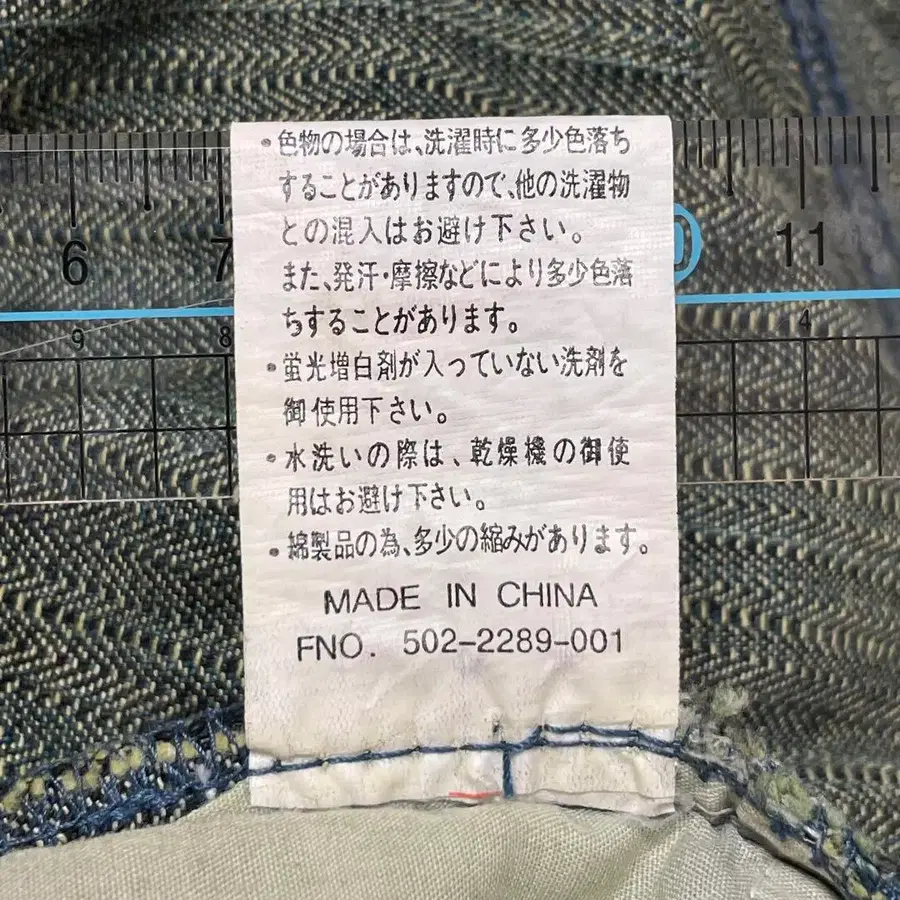 ・色物の場合は、洗濯時に多少色落ち
することがありますので、他の洗濯物
との混入はお避け下さい。
また、発汗・摩擦などにより多少色落
ちすることがあります。
・蛍光増白剤が入っていない洗剤を
御使用下さい。
・水洗いの際は、乾燥機の御使
用はお避け下さい。
・綿製品の為、多少の縮みがあります。
MADE IN CHINA
FNO. 502-2289-001
6 7 11
9 8 4